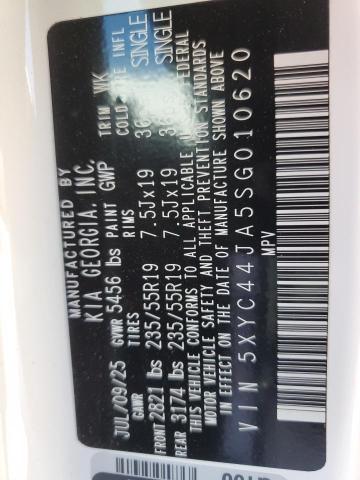 MANUFACTURED BY
KIA GEORGIA, INC.
JUL/09/25 GVWR 5456 lbs PAINT GWP TRIM WK
GAWR TIRES RIMS COLD INFL
FRONT 2821 lbs 235/55R19 7.5Jx19 SINGLE
REAR 3174 lbs 235/55R19 7.5Jx19 SINGLE
THIS VEHICLE CONFORMS TO ALL APPLICABLE FEDERAL
MOTOR VEHICLE SAFETY AND THEFT PREVENTION STANDARDS
IN EFFECT ON THE DATE OF MANUFACTURE SHOWN ABOVE
VIN 5XYC44JA5SG010620
MPV